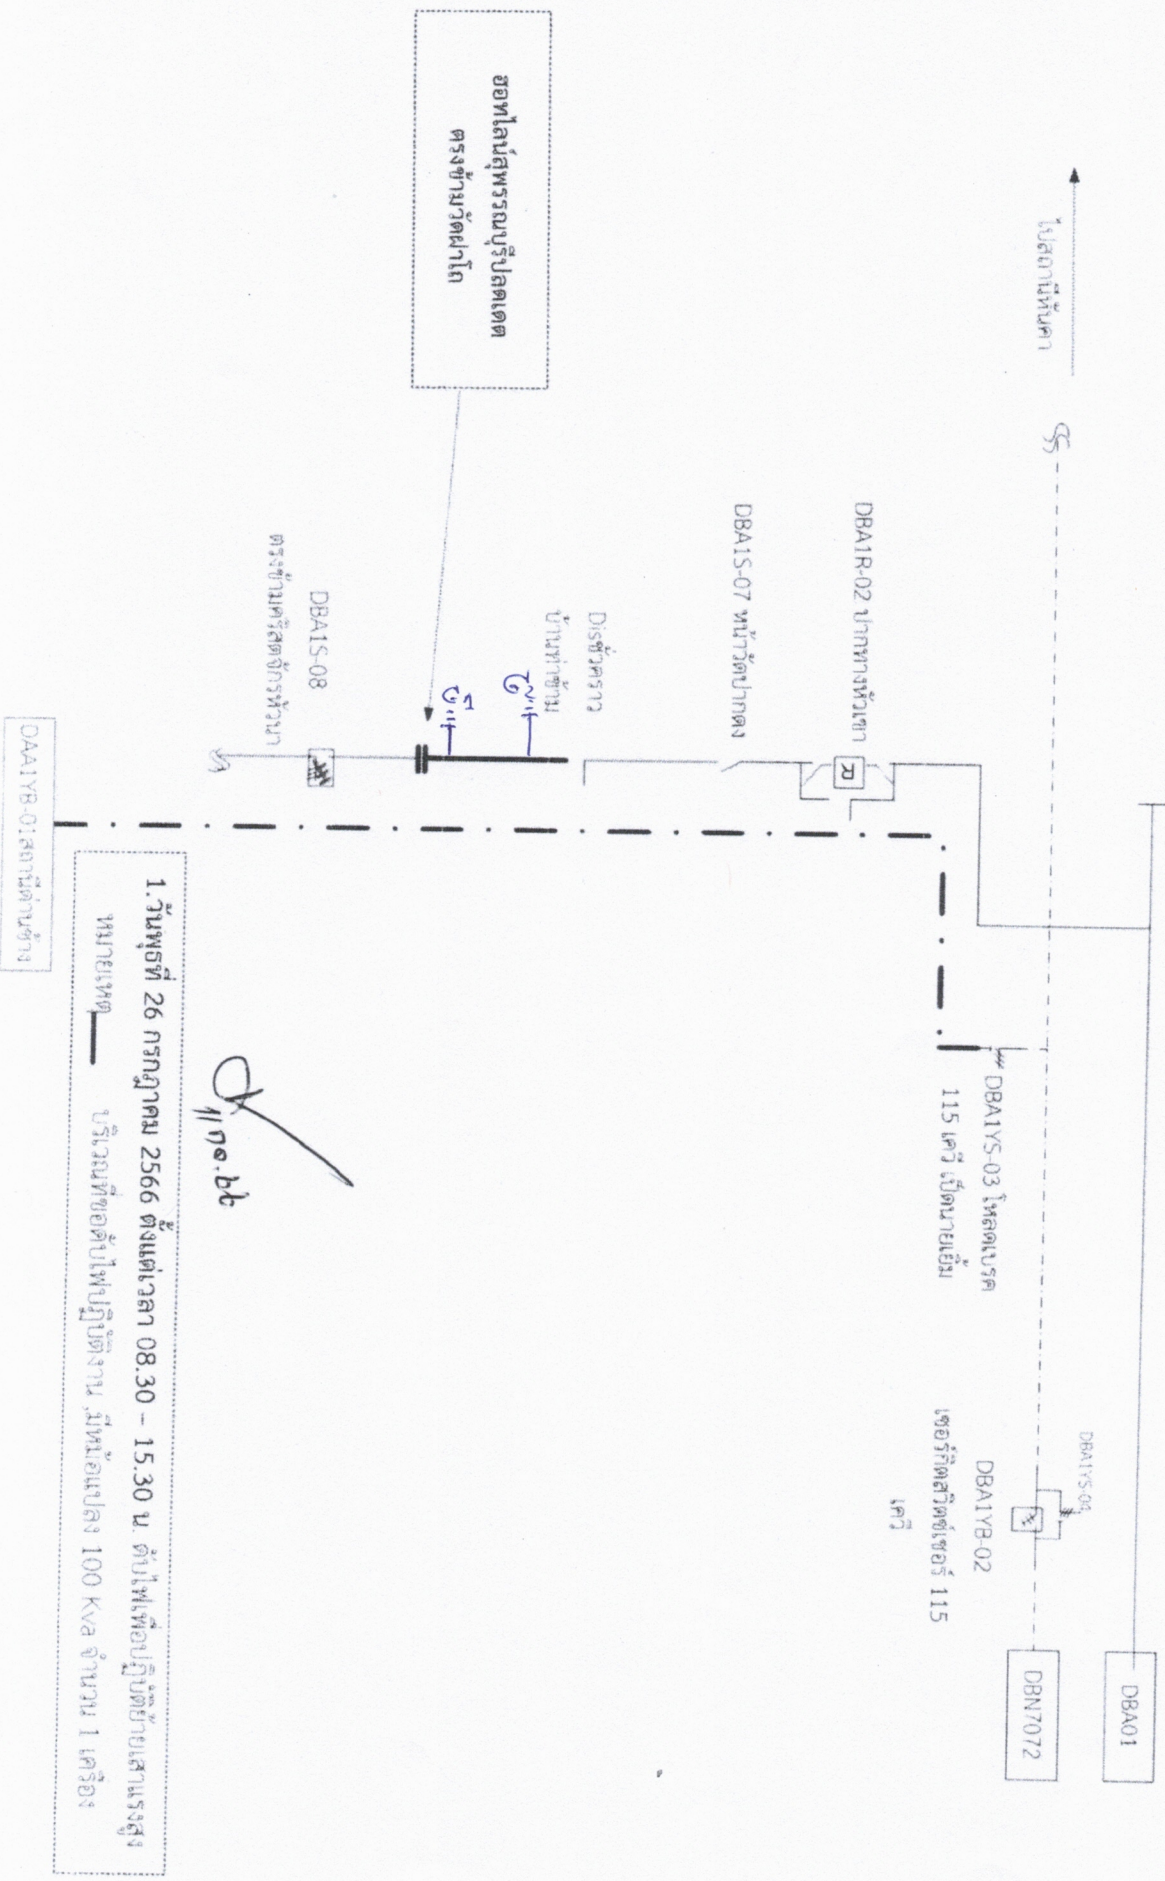 DBA01
DBN7072
DBA1YS-04
DBA1YB-02
เซอร์กิตสวิตช์เชอร์ 115
เควี
DBA1YS-03 โหลดเบรค
115 เควี เป็ดนายเยิ้ม
ไปสถานีหันคา
DBA1R-02 ปากทางหัวเขา
R
DBA1S-07 หน้าวัดปากดง
Disชั่วคราว
บ้านท่าข้าม
DBA1S-08
ตรงข้ามคริสตจักรหัวนา
ฮอทไลน์สุพรรณบุรีปลดเดด
ตรงข้ามวัดฝาโถ
DAA1YB-01สถานีด่านช้าง
1.วันพุธที่ 26 กรกฎาคม 2566 ตั้งแต่เวลา 08.30 – 15.30 น. ดับไฟเพื่อปฏิบัติย้ายเสาแรงสูง
หมายเหตุ บริเวณที่ขอดับไฟปฏิบัติงาน ,มีหม้อแปลง 100 Kva จำนวน 1 เครื่อง